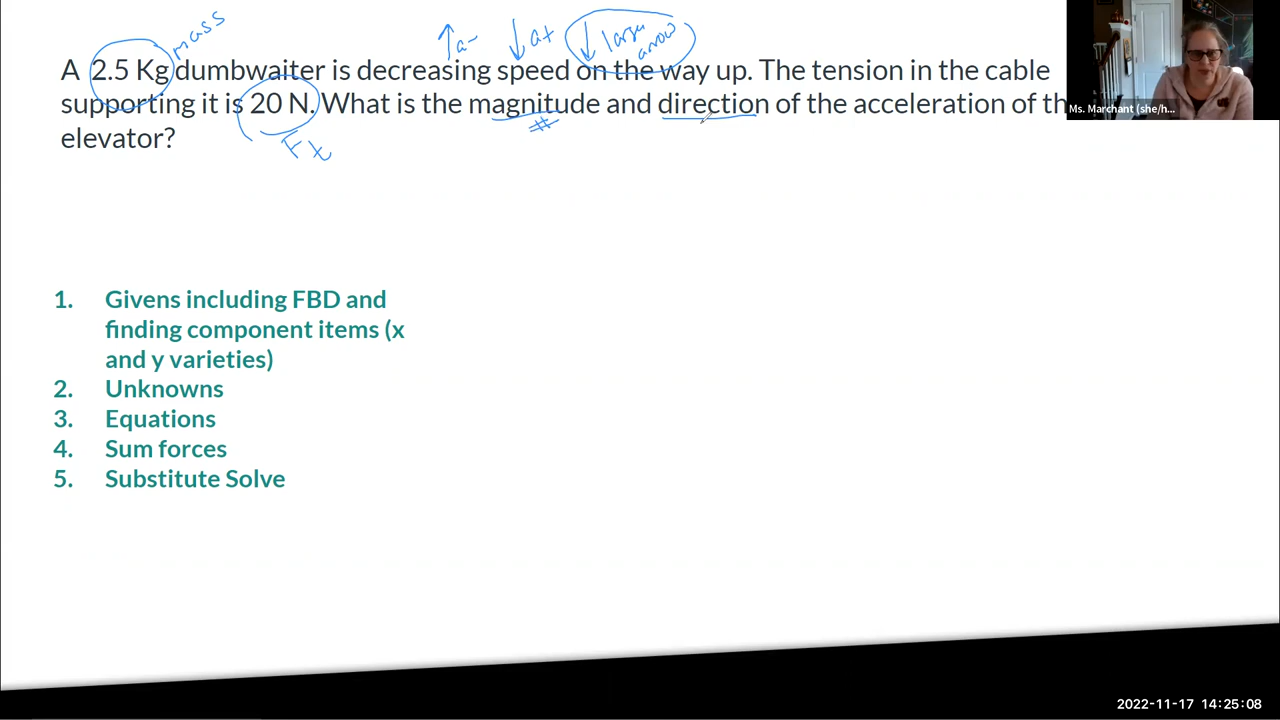 mass
a-
a+
large
arrow
A 2.5 Kg dumbwaiter is decreasing speed on the way up. The tension in the cable
supporting it is 20 N. What is the magnitude and direction of the acceleration of th
elevator?
#
Ft
Ms. Marchant (she/h...
1. Givens including FBD and
finding component items (x
and y varieties)
2. Unknowns
3. Equations
4. Sum forces
5. Substitute Solve
2022-11-17 14:25:08